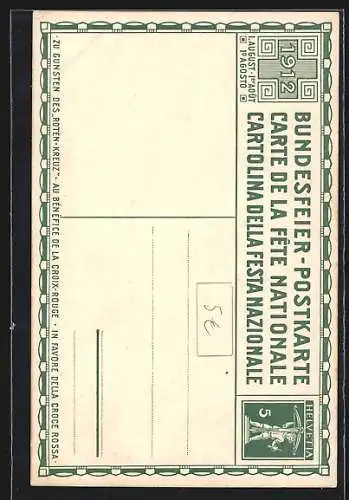 BUNDESFEIER-POSTKARTE
CARTE DE LA FÊTE NATIONALE
CARTOLINA DELLA FESTA NAZIONALE
1912
1. AUGUST · 1ER AOÛT
1º AGOSTO
HELVETIA
5
5 €
· ZU GUNSTEN DES „ROTEN-KREUZ" · AU BÉNÉFICE DE LA CROIX-ROUGE · IN FAVORE DELLA CROCE ROSSA ·